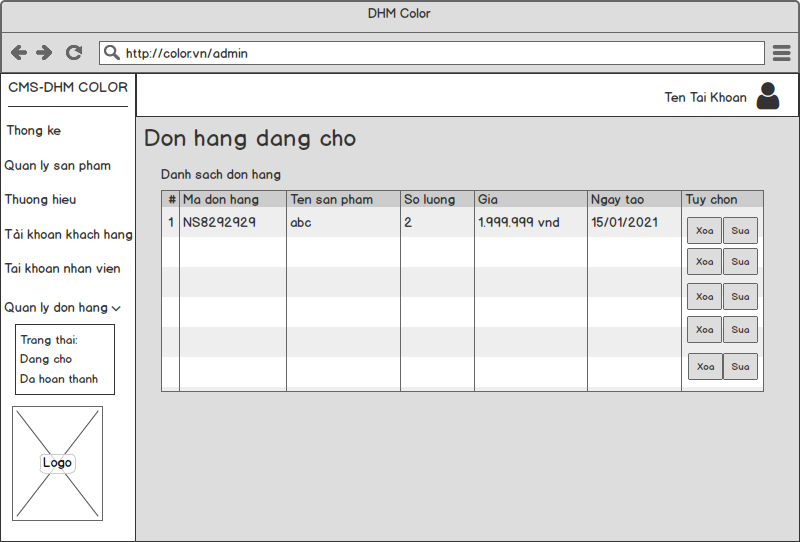 DHM Color
http://color.vn/admin
CMS-DHM COLOR
Ten Tai Khoan
Thong ke
Quan ly san pham
Thuong hieu
Tài khoan khach hang
Tai khoan nhan vien
Quan ly don hang
Trang thai:
Dang cho
Da hoan thanh
Logo
Don hang dang cho
Danh sach don hang
# Ma don hang Ten san pham So luong Gia Ngay tao Tuy chon
1 NS8292929 abc 2 1.999.999 vnd 15/01/2021 Xoa Sua
Xoa Sua
Xoa Sua
Xoa Sua
Xoa Sua